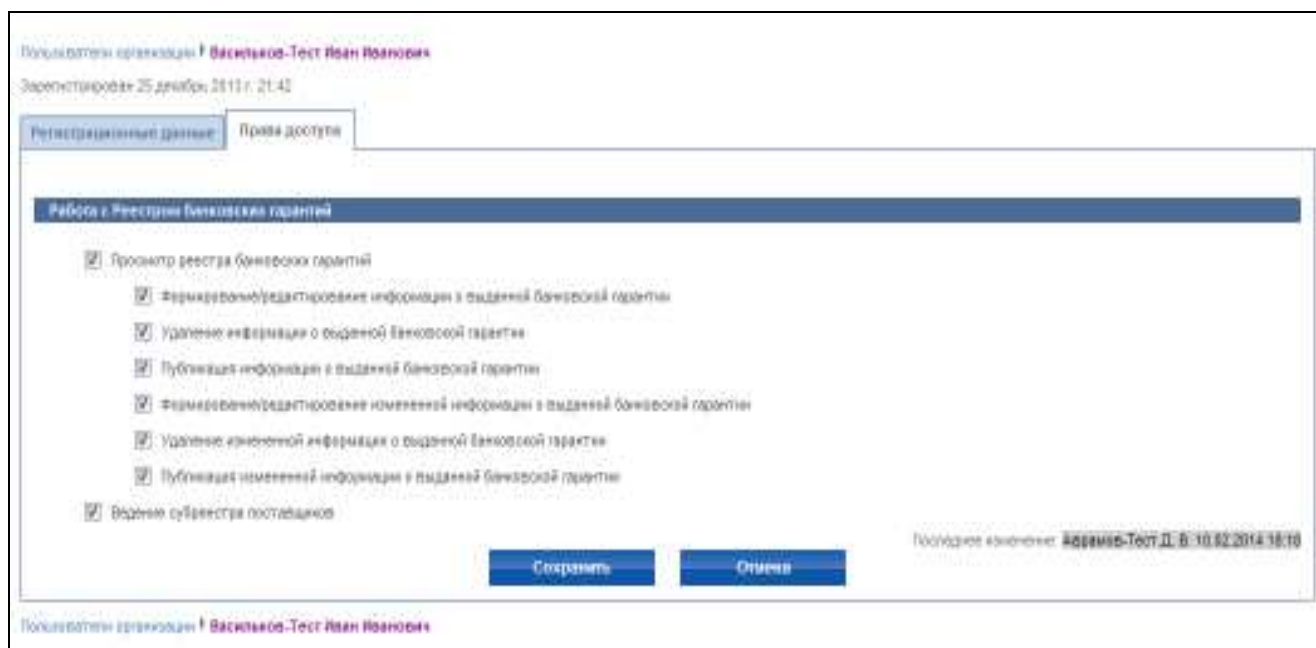 Пользователи организации Васильков-Тест Иван Иванович
Зарегистрирован 25 декабрь 2013 г. 21:42
Регистрационные данные Права доступа
Работа с Реестром банковских гарантий
Просмотр реестра банковских гарантий
Формирование/редактирование информации о выданной банковской гарантии
Удаление информации о выданной банковской гарантии
Публикация информации о выданной банковской гарантии
Формирование/редактирование измененной информации о выданной банковской гарантии
Удаление измененной информации о выданной банковской гарантии
Публикация измененной информации о выданной банковской гарантии
Ведение субреестра поставщиков
Последнее изменение: Афрамов-Тест Д. В. 10.02.2014 18:10
Сохранить Отмена
Пользователи организации Васильков-Тест Иван Иванович